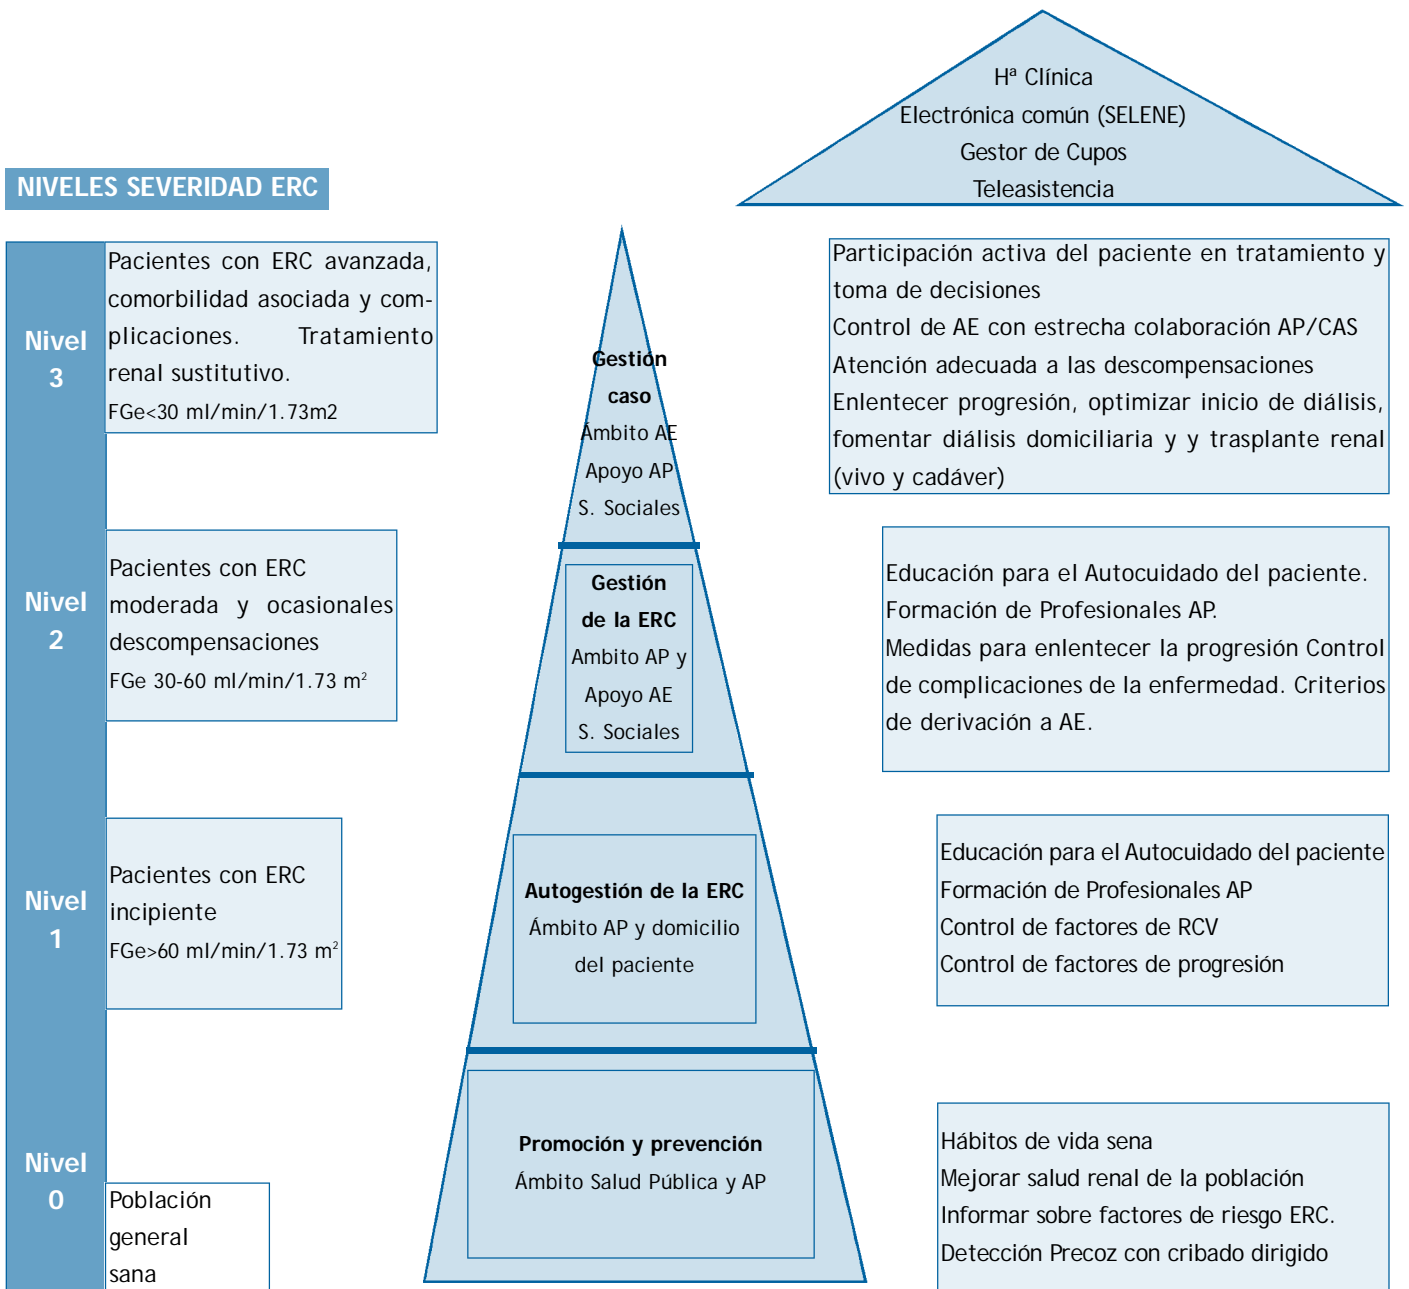 Hª Clínica
Electrónica común (SELENE)
Gestor de Cupos
Teleasistencia
NIVELES SEVERIDAD ERC
Nivel
3
Pacientes con ERC avanzada,
comorbilidad asociada y com-
plicaciones. Tratamiento
renal sustitutivo.
FGe<30 ml/min/1.73m2
Gestión
caso
Ámbito AE
Apoyo AP
S. Sociales
Participación activa del paciente en tratamiento y
toma de decisiones
Control de AE con estrecha colaboración AP/CAS
Atención adecuada a las descompensaciones
Enlentecer progresión, optimizar inicio de diálisis,
fomentar diálisis domiciliaria y y trasplante renal
(vivo y cadáver)
Nivel
2
Pacientes con ERC
moderada y ocasionales
descompensaciones
FGe 30-60 ml/min/1.73 m²
Gestión
de la ERC
Ambito AP y
Apoyo AE
S. Sociales
Educación para el Autocuidado del paciente.
Formación de Profesionales AP.
Medidas para enlentecer la progresión Control
de complicaciones de la enfermedad. Criterios
de derivación a AE.
Nivel
1
Pacientes con ERC
incipiente
FGe>60 ml/min/1.73 m²
Autogestión de la ERC
Ámbito AP y domicilio
del paciente
Educación para el Autocuidado del paciente
Formación de Profesionales AP
Control de factores de RCV
Control de factores de progresión
Nivel
0
Población
general
sana
Promoción y prevención
Ámbito Salud Pública y AP
Hábitos de vida sena
Mejorar salud renal de la población
Informar sobre factores de riesgo ERC.
Detección Precoz con cribado dirigido